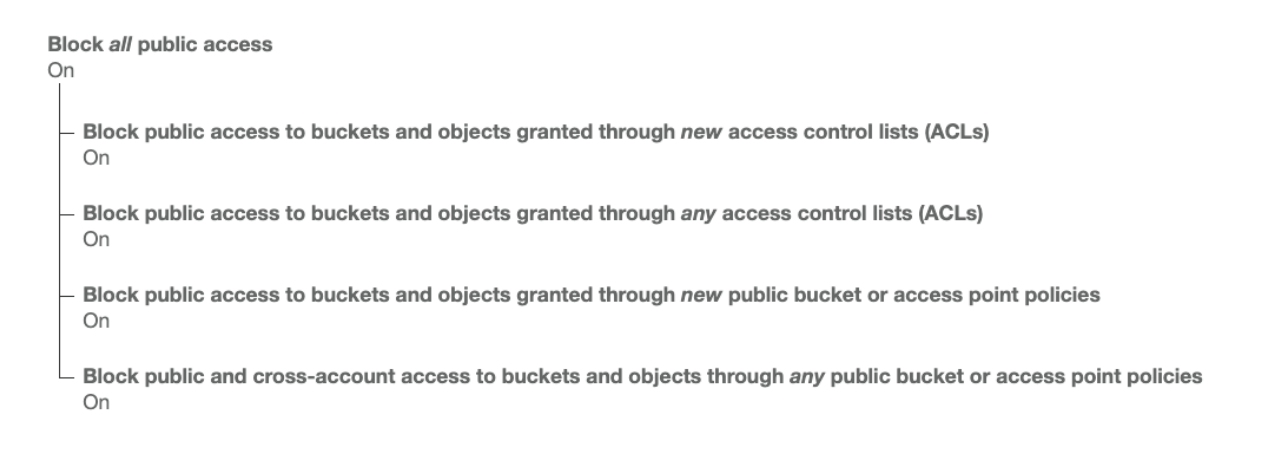 Block all public access
On
Block public access to buckets and objects granted through new access control lists (ACLs)
On
Block public access to buckets and objects granted through any access control lists (ACLs)
On
Block public access to buckets and objects granted through new public bucket or access point policies
On
Block public and cross-account access to buckets and objects through any public bucket or access point policies
On